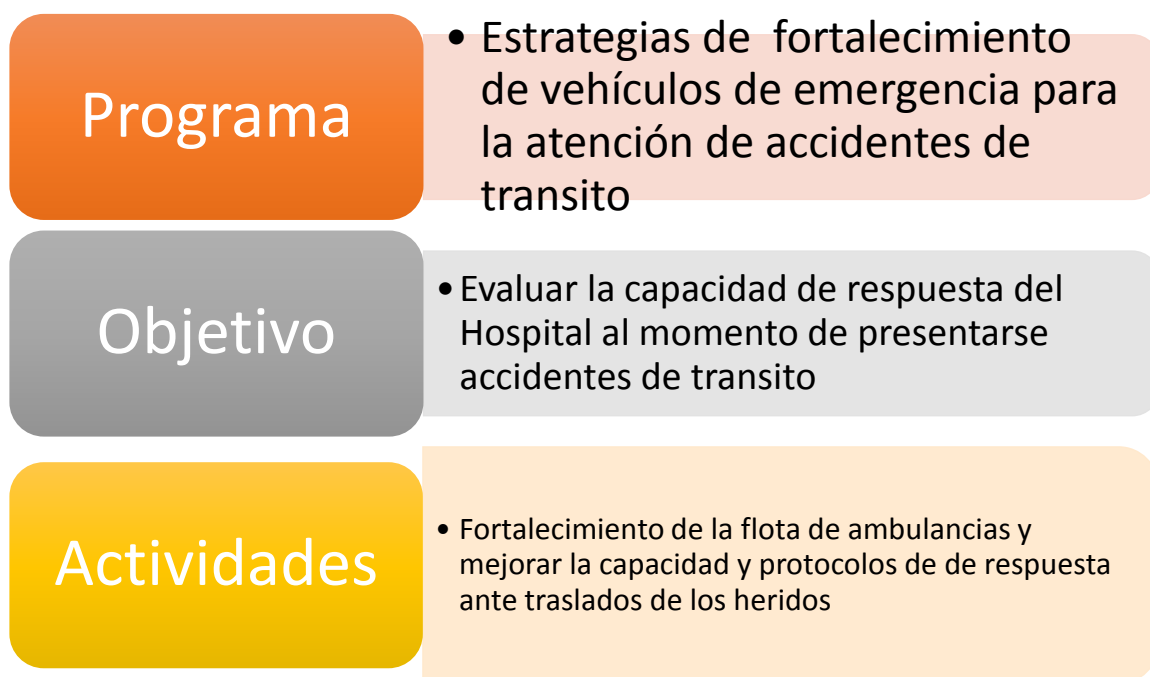 Programa
• Estrategias de  fortalecimiento
de vehículos de emergencia para
la atención de accidentes de
transito
Objetivo
• Evaluar la capacidad de respuesta del
Hospital al momento de presentarse
accidentes de transito
Actividades
• Fortalecimiento de la flota de ambulancias y
mejorar la capacidad y protocolos de de respuesta
ante traslados de los heridos